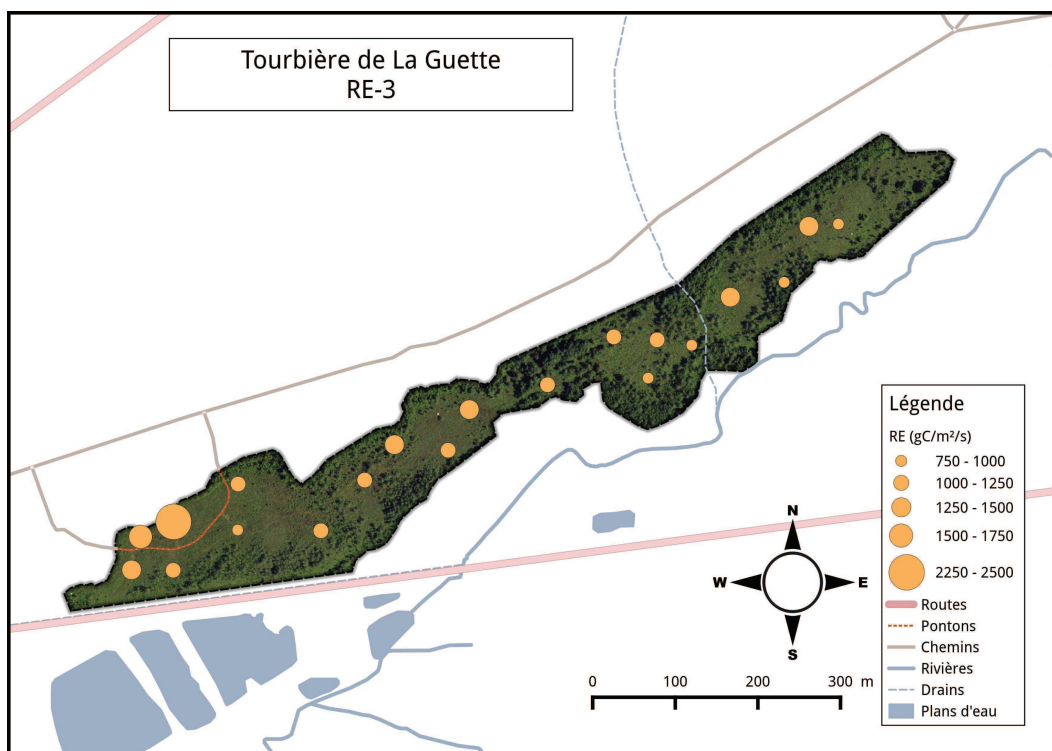 Tourbière de La Guette
RE-3
Légende
RE (gC/m²/s)
750 - 1000
1000 - 1250
1250 - 1500
1500 - 1750
2250 - 2500
Routes
Pontons
Chemins
Rivières
Drains
Plans d'eau
N
W E
S
0 100 200 300 m